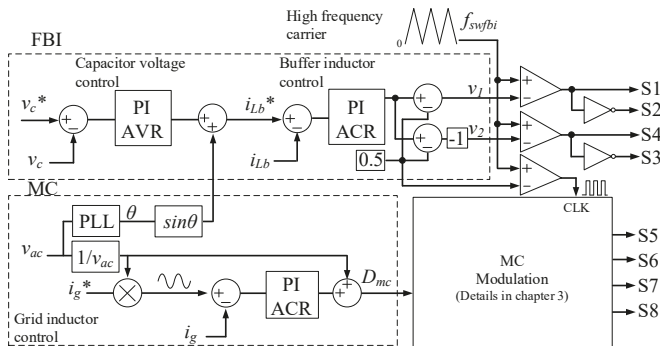 High frequency
carrier
0
f_swfbi
FBI
Capacitor voltage
control
Buffer inductor
control
v_c*
+
−
PI
AVR
+
+
i_Lb*
+
−
PI
ACR
+
−
v_1
+
−
S1
S2
v_c
i_Lb
0.5
+
−
-1
v_2
+
−
S4
S3
+
−
CLK
MC
PLL
θ
sinθ
v_ac
1/v_ac
i_g*
+
−
PI
ACR
+
+
D_mc
i_g
Grid inductor
control
MC
Modulation
(Details in chapter 3)
S5
S6
S7
S8